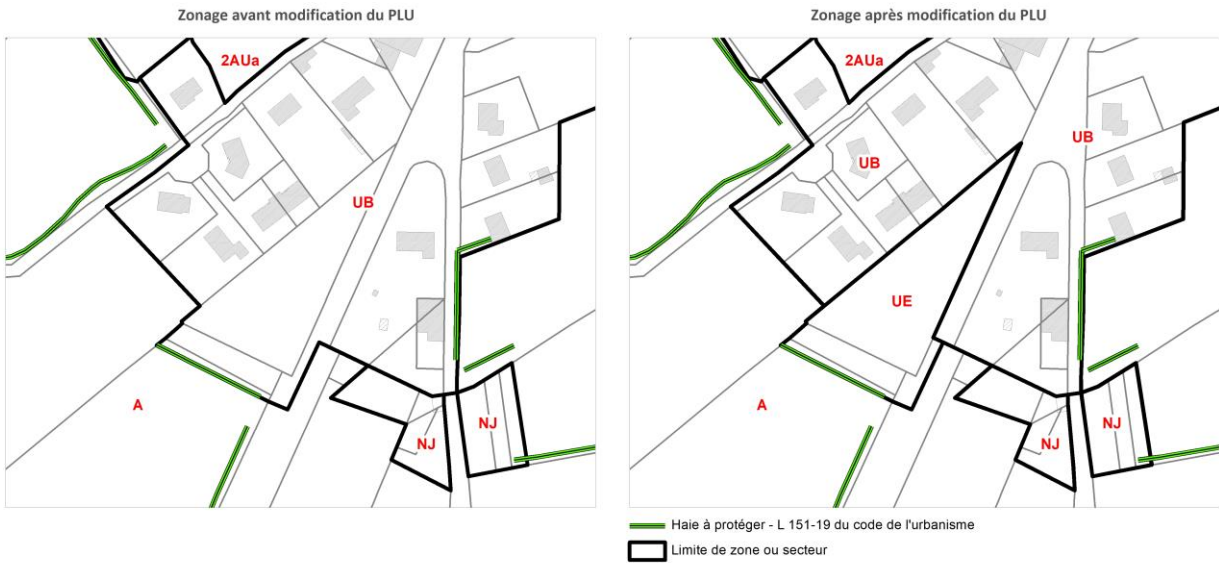 Zonage avant modification du PLU
2AUa
UB
A
NJ
NJ
Zonage après modification du PLU
2AUa
UB
UB
UE
A
NJ
NJ
Haie à protéger - L 151-19 du code de l'urbanisme
Limite de zone ou secteur